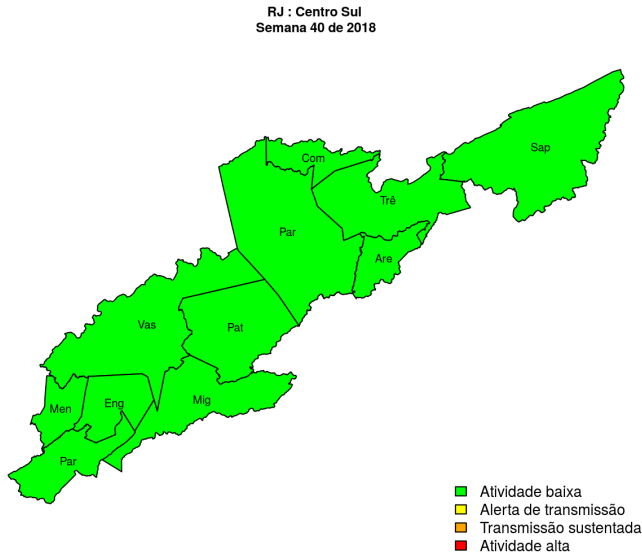 RJ : Centro Sul
Semana 40 de 2018
Sap
Com
Trê
Par
Are
Vas
Pat
Mig
Men
Eng
Par
Atividade baixa
Alerta de transmissão
Transmissão sustentada
Atividade alta